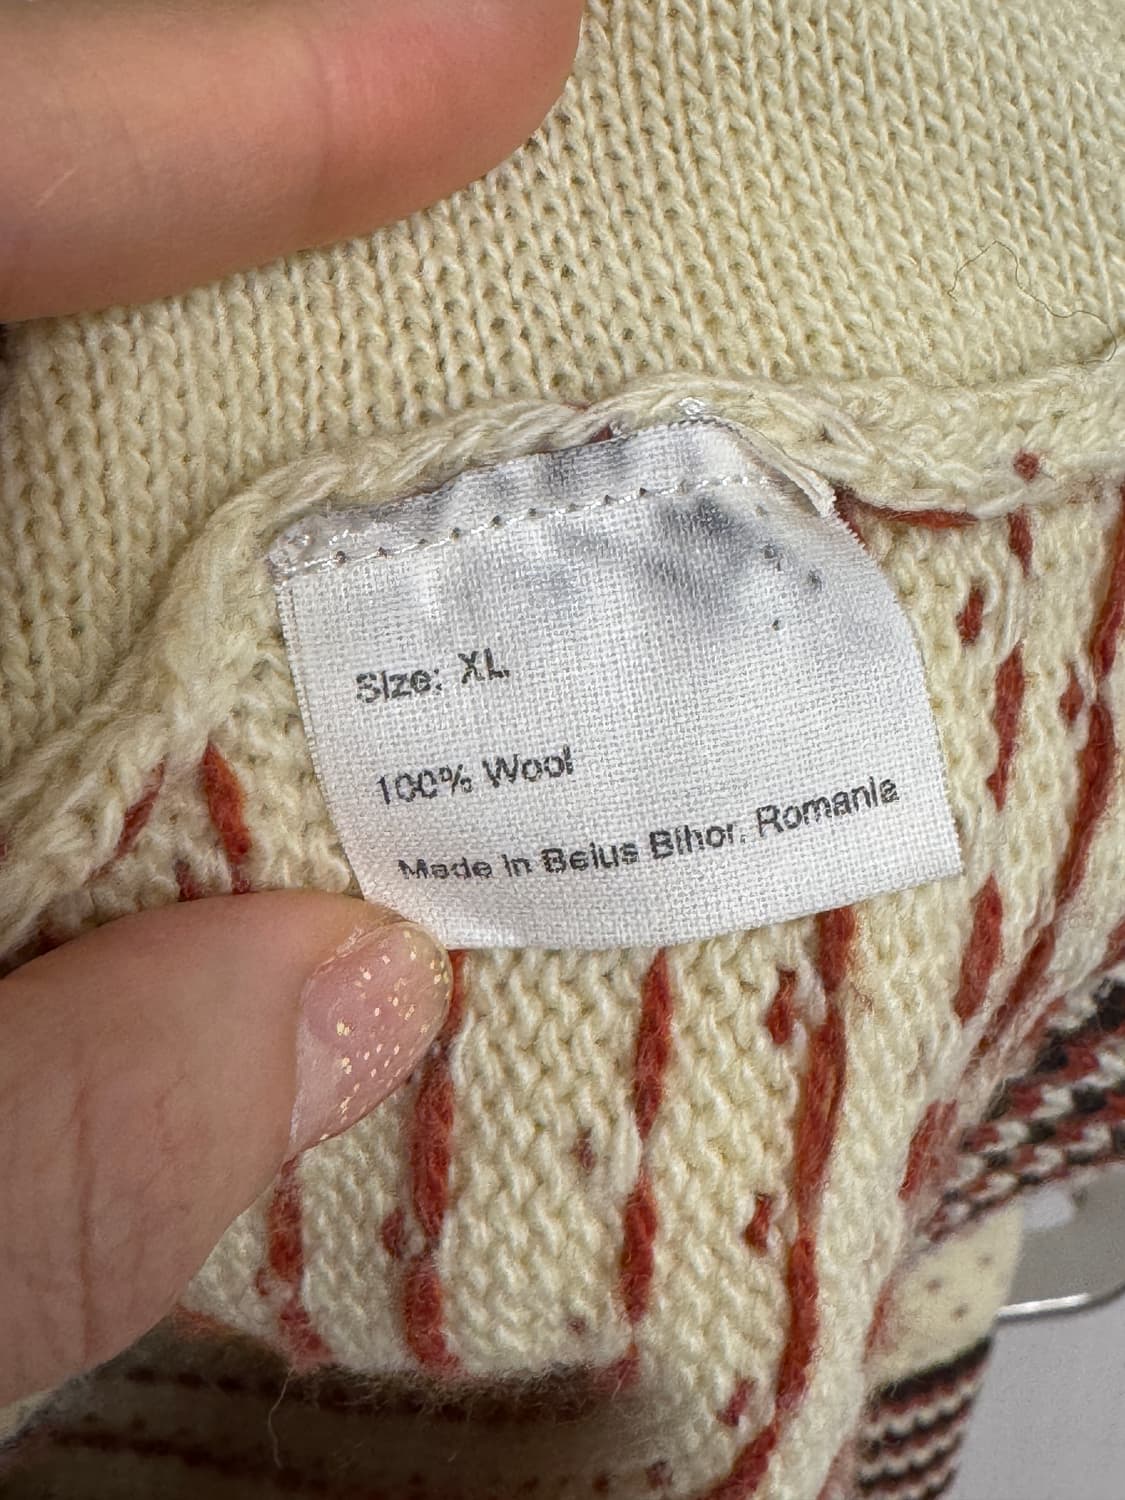 Size: XL
100% Wool
Made in Beius Bihor. Romania